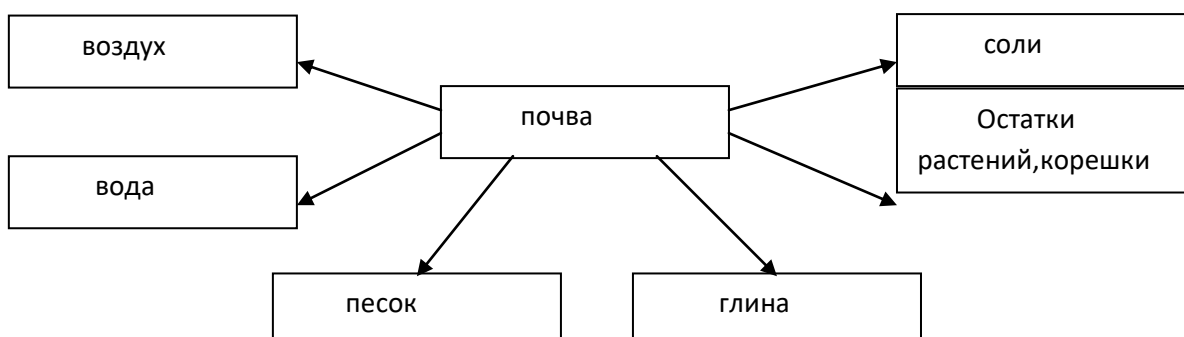 воздух
соли
почва
Остатки
растений,корешки
вода
песок
глина